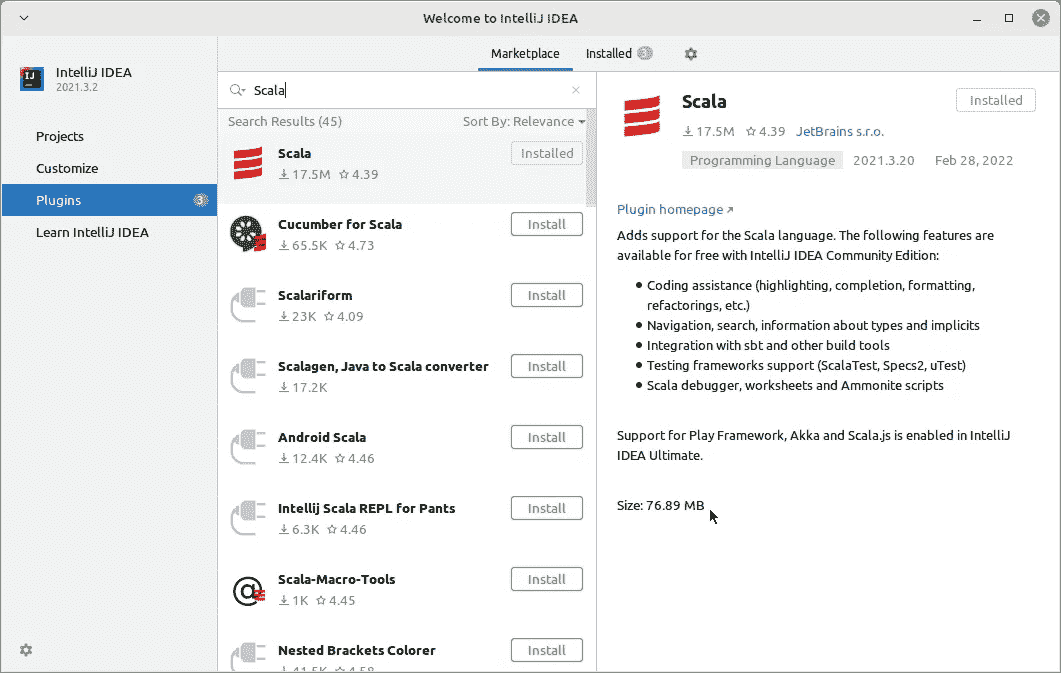 Welcome to IntelliJ IDEA
IntelliJ IDEA
2021.3.2
Projects
Customize
Plugins 3
Learn IntelliJ IDEA
Marketplace Installed 3
Scala
Search Results (45) Sort By: Relevance
Scala Installed
17.5M 4.39
Cucumber for Scala Install
65.5K 4.73
Scalariform Install
23K 4.09
Scalagen, Java to Scala converter Install
17.2K
Android Scala Install
12.4K 4.46
Intellij Scala REPL for Pants Install
6.3K 4.46
Scala-Macro-Tools Install
1K 4.45
Nested Brackets Colorer Install
41.5K 4.58
Scala Installed
17.5M 4.39 JetBrains s.r.o.
Programming Language 2021.3.20 Feb 28, 2022
Plugin homepage ↗
Adds support for the Scala language. The following features are
available for free with IntelliJ IDEA Community Edition:
• Coding assistance (highlighting, completion, formatting,
refactorings, etc.)
• Navigation, search, information about types and implicits
• Integration with sbt and other build tools
• Testing frameworks support (ScalaTest, Specs2, uTest)
• Scala debugger, worksheets and Ammonite scripts
Support for Play Framework, Akka and Scala.js is enabled in IntelliJ
IDEA Ultimate.
Size: 76.89 MB